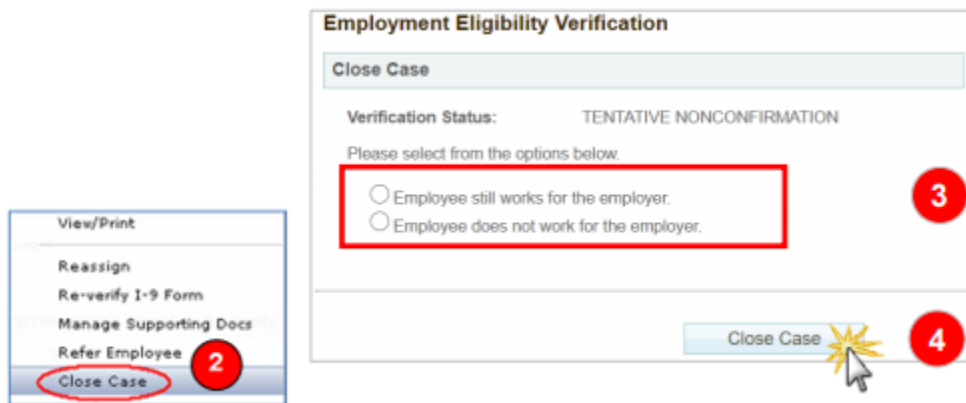 Employment Eligibility Verification
Close Case
Verification Status: TENTATIVE NONCONFIRMATION
Please select from the options below.
Employee still works for the employer.
Employee does not work for the employer.
3
Close Case
4
View/Print
Reassign
Re-verify I-9 Form
Manage Supporting Docs
Refer Employee
2
Close Case